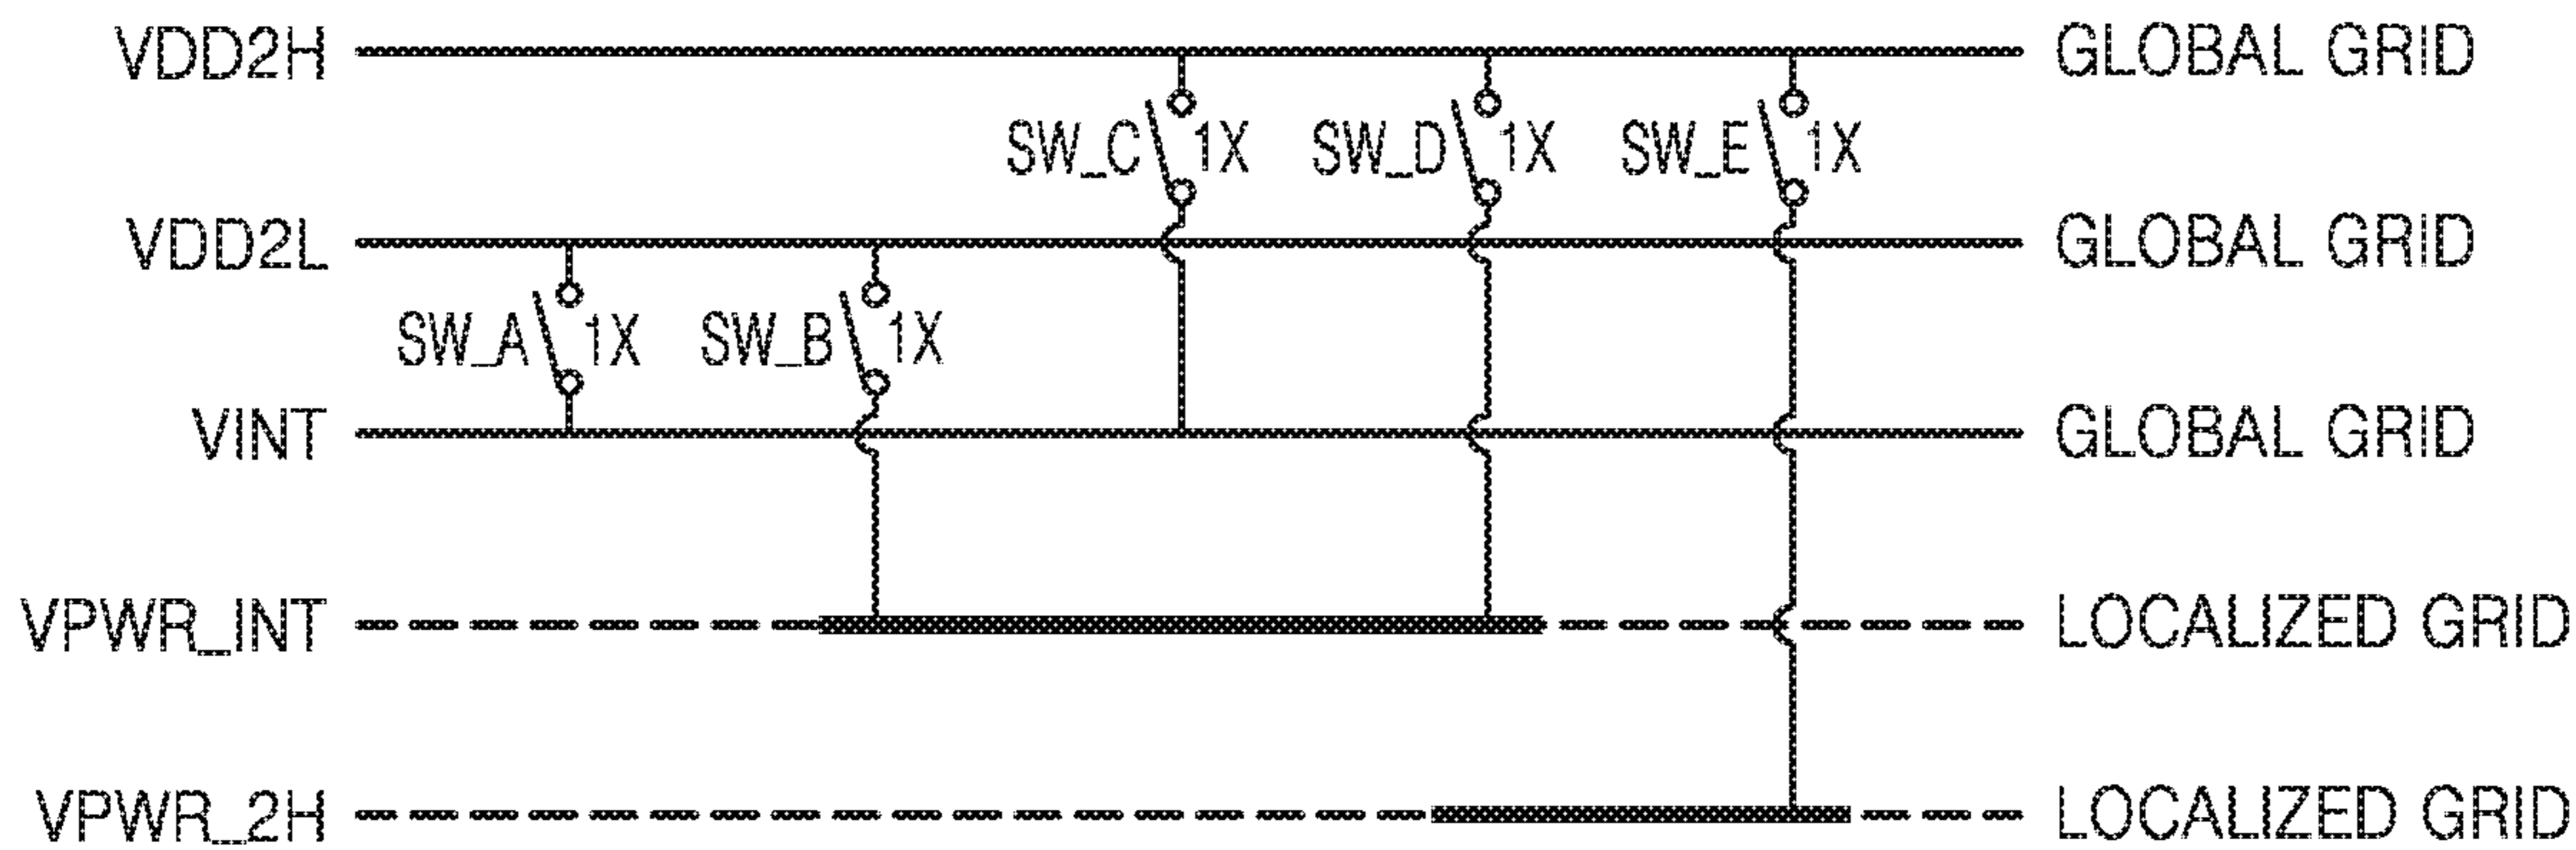 VDD2H GLOBAL GRID
SW_C 1X SW_D 1X SW_E 1X
VDD2L GLOBAL GRID
SW_A 1X SW_B 1X
VINT GLOBAL GRID
VPWR_INT LOCALIZED GRID
VPWR_2H LOCALIZED GRID